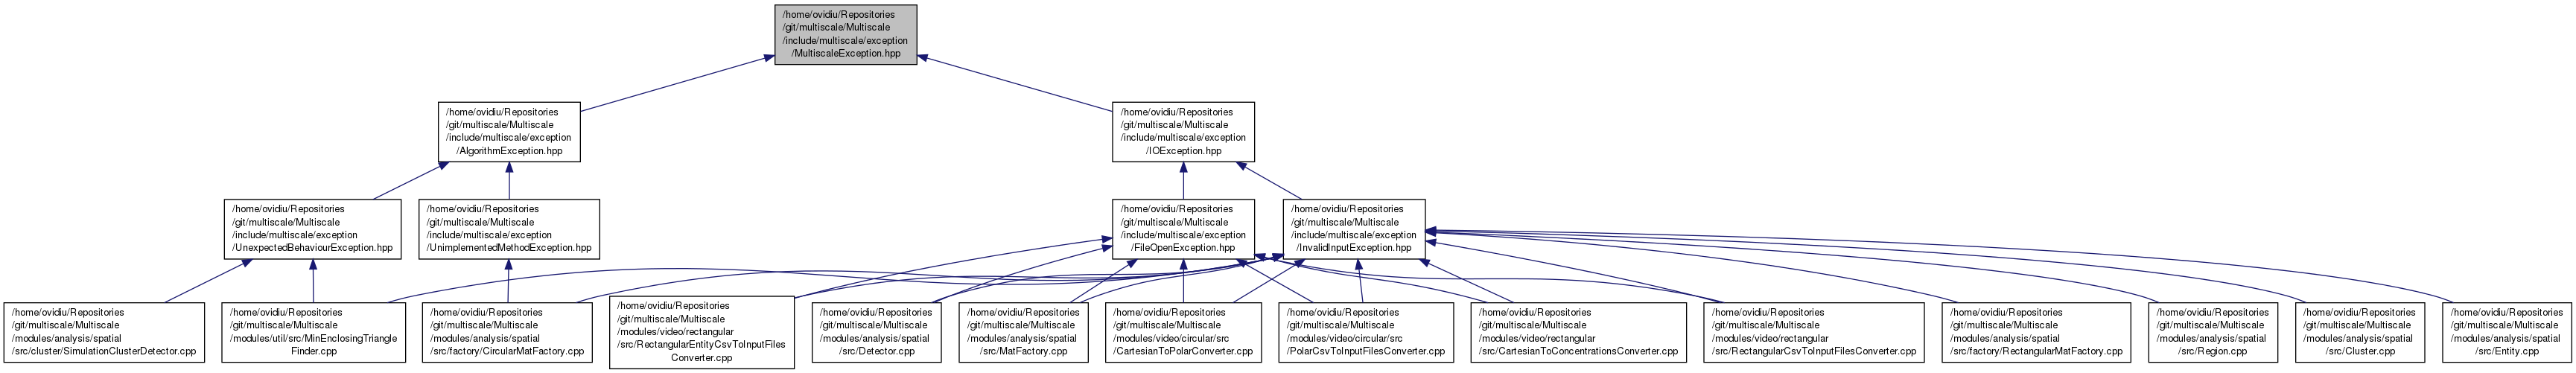 /home/ovidiu/Repositories
/git/multiscale/Multiscale
/include/multiscale/exception
/MultiscaleException.hpp
/home/ovidiu/Repositories
/git/multiscale/Multiscale
/include/multiscale/exception
/AlgorithmException.hpp
/home/ovidiu/Repositories
/git/multiscale/Multiscale
/include/multiscale/exception
/IOException.hpp
/home/ovidiu/Repositories
/git/multiscale/Multiscale
/include/multiscale/exception
/UnexpectedBehaviourException.hpp
/home/ovidiu/Repositories
/git/multiscale/Multiscale
/include/multiscale/exception
/UnimplementedMethodException.hpp
/home/ovidiu/Repositories
/git/multiscale/Multiscale
/include/multiscale/exception
/FileOpenException.hpp
/home/ovidiu/Repositories
/git/multiscale/Multiscale
/include/multiscale/exception
/InvalidInputException.hpp
/home/ovidiu/Repositories
/git/multiscale/Multiscale
/modules/analysis/spatial
/src/cluster/SimulationClusterDetector.cpp
/home/ovidiu/Repositories
/git/multiscale/Multiscale
/modules/util/src/MinEnclosingTriangle
Finder.cpp
/home/ovidiu/Repositories
/git/multiscale/Multiscale
/modules/analysis/spatial
/src/factory/CircularMatFactory.cpp
/home/ovidiu/Repositories
/git/multiscale/Multiscale
/modules/video/rectangular
/src/RectangularEntityCsvToInputFiles
Converter.cpp
/home/ovidiu/Repositories
/git/multiscale/Multiscale
/modules/analysis/spatial
/src/Detector.cpp
/home/ovidiu/Repositories
/git/multiscale/Multiscale
/modules/analysis/spatial
/src/MatFactory.cpp
/home/ovidiu/Repositories
/git/multiscale/Multiscale
/modules/video/circular/src
/CartesianToPolarConverter.cpp
/home/ovidiu/Repositories
/git/multiscale/Multiscale
/modules/video/circular/src
/PolarCsvToInputFilesConverter.cpp
/home/ovidiu/Repositories
/git/multiscale/Multiscale
/modules/video/rectangular
/src/CartesianToConcentrationsConverter.cpp
/home/ovidiu/Repositories
/git/multiscale/Multiscale
/modules/video/rectangular
/src/RectangularCsvToInputFilesConverter.cpp
/home/ovidiu/Repositories
/git/multiscale/Multiscale
/modules/analysis/spatial
/src/factory/RectangularMatFactory.cpp
/home/ovidiu/Repositories
/git/multiscale/Multiscale
/modules/analysis/spatial
/src/Region.cpp
/home/ovidiu/Repositories
/git/multiscale/Multiscale
/modules/analysis/spatial
/src/Cluster.cpp
/home/ovidiu/Repositories
/git/multiscale/Multiscale
/modules/analysis/spatial
/src/Entity.cpp